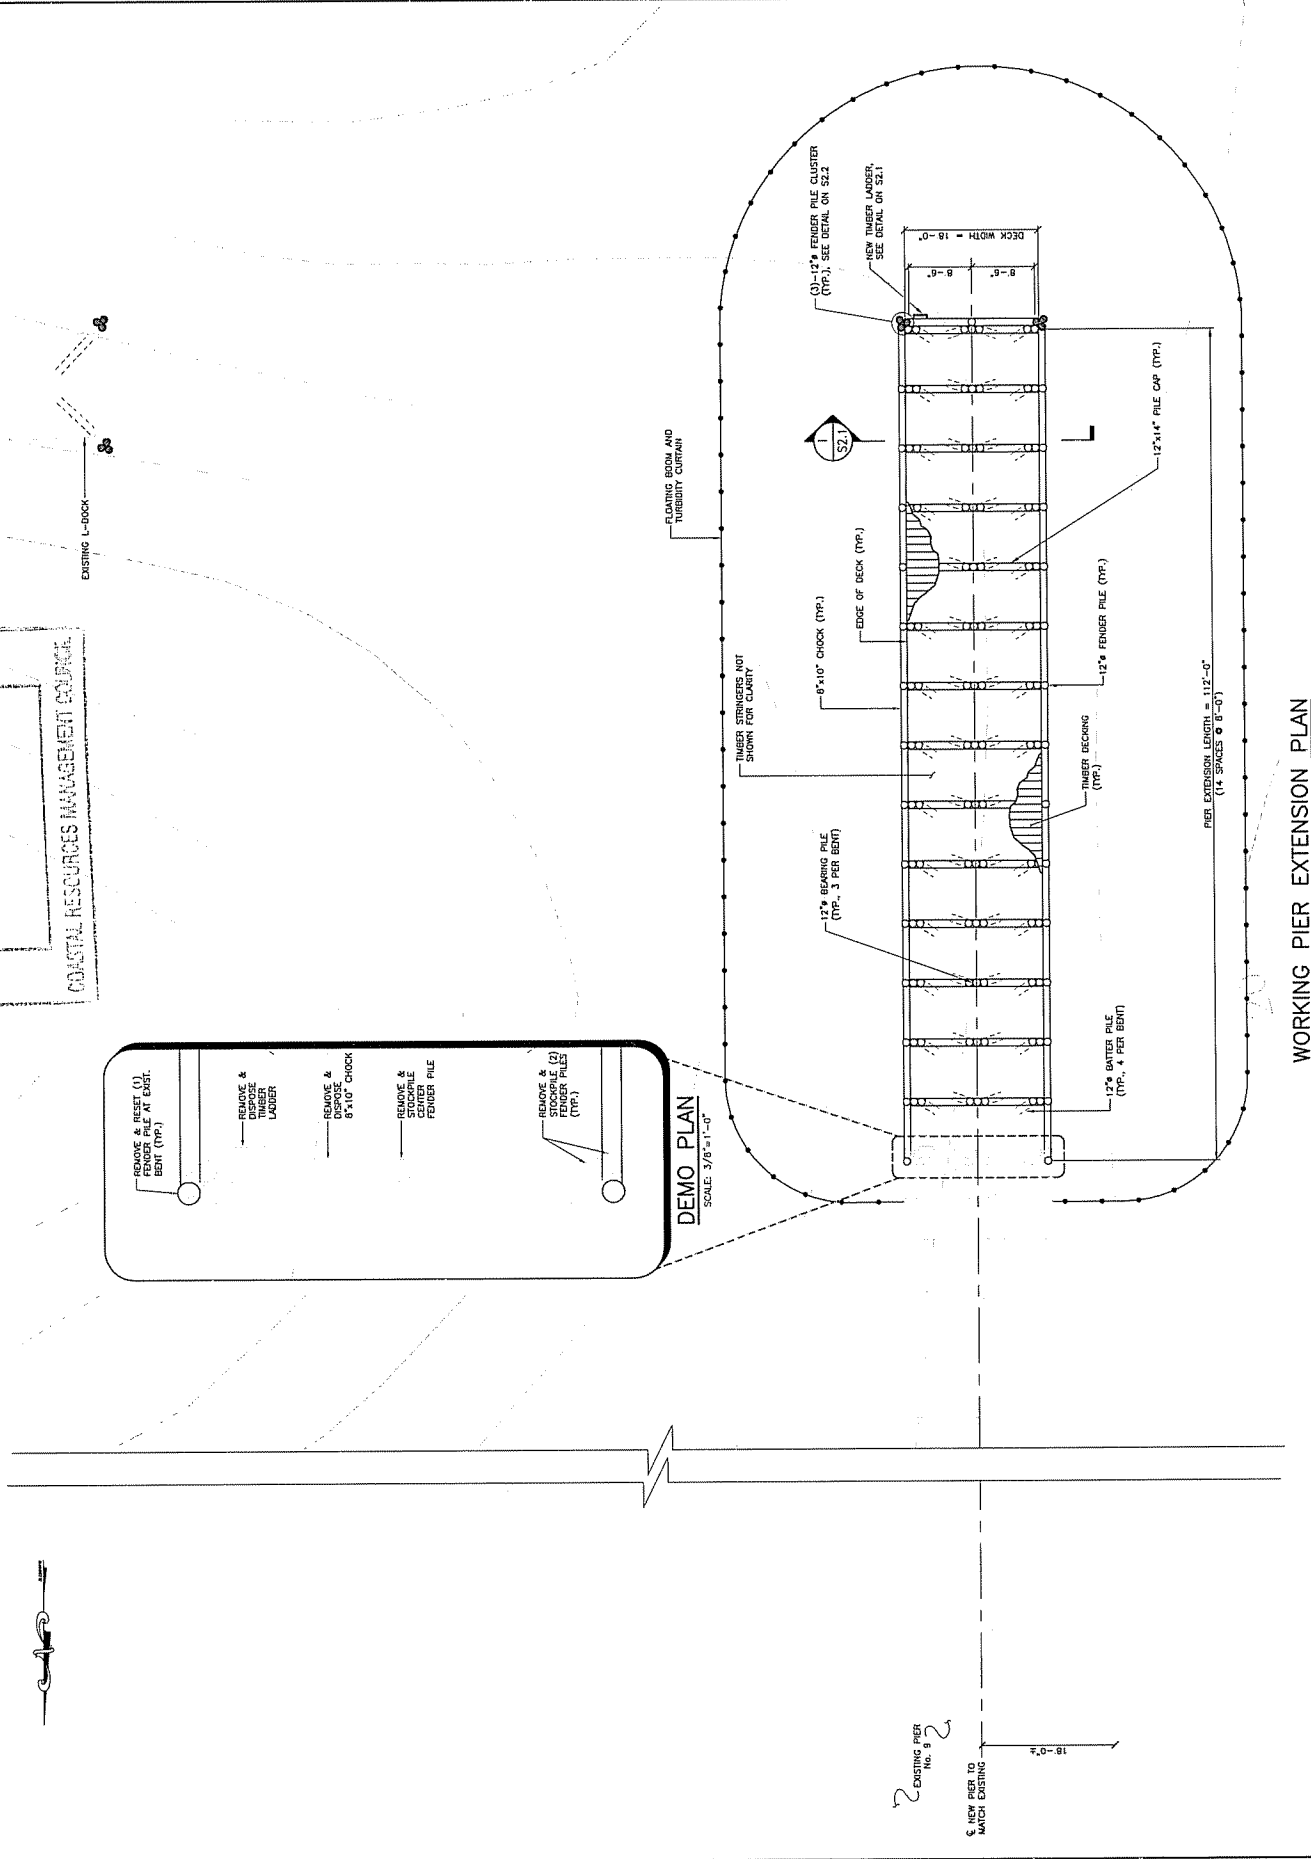 EXISTING L-DOCK
COASTAL RESOURCES MANAGEMENT COUNCIL
REMOVE & RESET (1)
FENDER PILE AT EXIST.
BENT (TYP.)
REMOVE &
DISPOSE
TIMBER
LADDER
REMOVE &
DISPOSE
8"x10" CHOCK
REMOVE &
STOCKPILE
CENTER
FENDER PILE
REMOVE &
STOCKPILE (2)
FENDER PILES
(TYP.)
DEMO PLAN
SCALE: 3/8"=1'-0"
FLOATING BOOM AND
TURBIDITY CURTAIN
TIMBER STRINGERS NOT
SHOWN FOR CLARITY
8"x10" CHOCK (TYP.)
EDGE OF DECK (TYP.)
12"ø BEARING PILE
(TYP., 3 PER BENT)
1
S2.1
(3)-12"ø FENDER PILE CLUSTER
(TYP.), SEE DETAIL ON S2.2
NEW TIMBER LADDER,
SEE DETAIL ON S2.1
8'-6"
8'-6"
DECK WIDTH = 18'-0"
12"x14" PILE CAP (TYP.)
12"ø FENDER PILE (TYP.)
TIMBER DECKING
(TYP.)
12"ø BATTER PILE
(TYP., 4 PER BENT)
PIER EXTENSION LENGTH = 112'-0"
(14 SPACES @ 8'-0")
EXISTING PIER
No. 9
℄ NEW PIER TO
MATCH EXISTING
18'-0"±
WORKING PIER EXTENSION PLAN